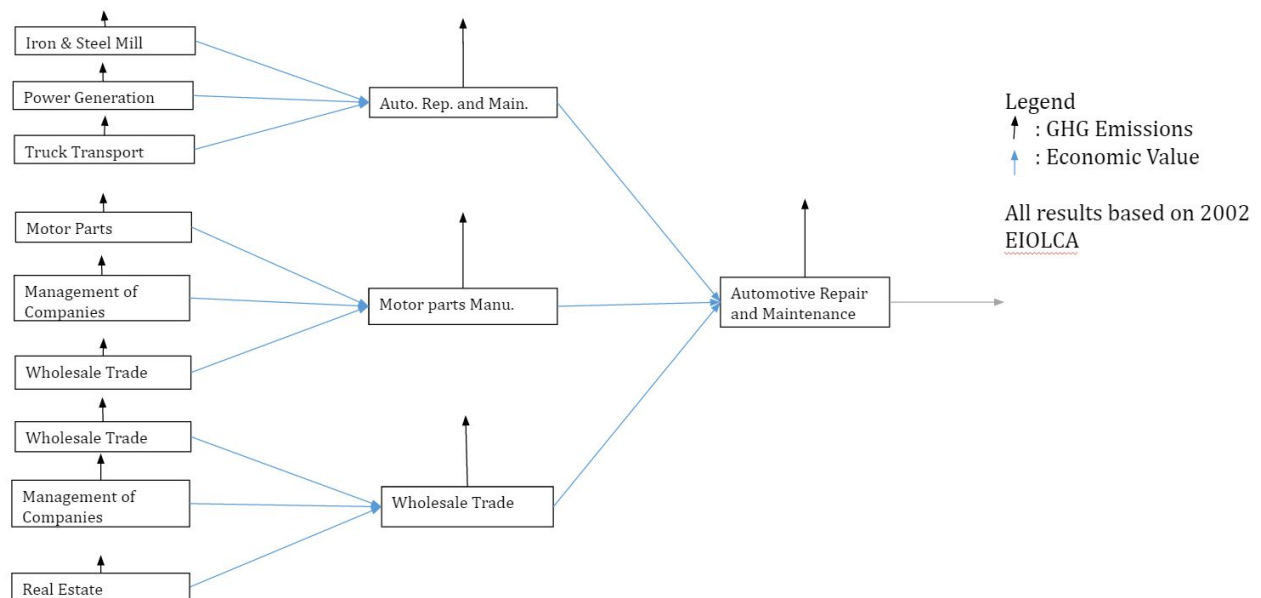 Iron & Steel Mill
Power Generation
Truck Transport
Auto. Rep. and Main.
Motor Parts
Management of
Companies
Wholesale Trade
Motor parts Manu.
Wholesale Trade
Management of
Companies
Real Estate
Wholesale Trade
Automotive Repair
and Maintenance
Legend
: GHG Emissions
: Economic Value
All results based on 2002
EIOLCA